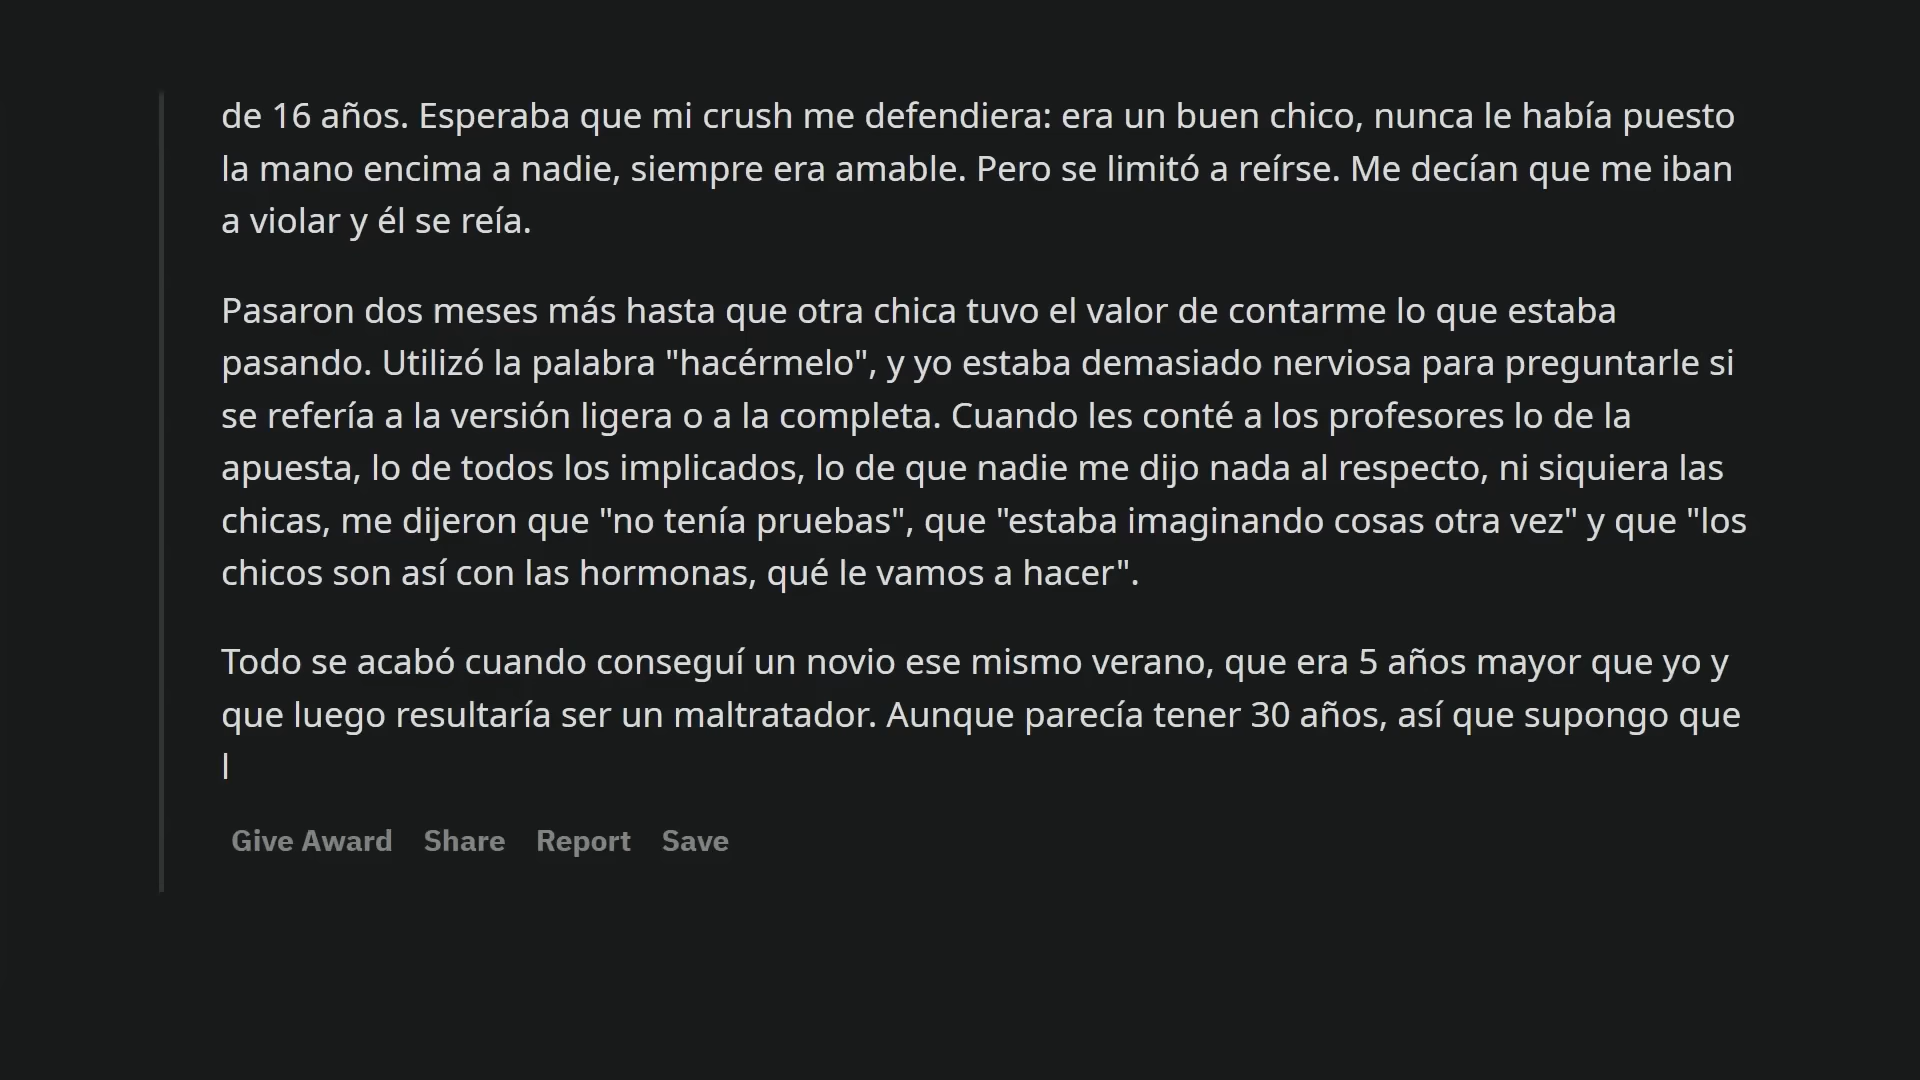 de 16 años. Esperaba que mi crush me defendiera: era un buen chico, nunca le había puesto
la mano encima a nadie, siempre era amable. Pero se limitó a reírse. Me decían que me iban
a violar y él se reía.
Pasaron dos meses más hasta que otra chica tuvo el valor de contarme lo que estaba
pasando. Utilizó la palabra "hacérmelo", y yo estaba demasiado nerviosa para preguntarle si
se refería a la versión ligera o a la completa. Cuando les conté a los profesores lo de la
apuesta, lo de todos los implicados, lo de que nadie me dijo nada al respecto, ni siquiera las
chicas, me dijeron que "no tenía pruebas", que "estaba imaginando cosas otra vez" y que "los
chicos son así con las hormonas, qué le vamos a hacer".
Todo se acabó cuando conseguí un novio ese mismo verano, que era 5 años mayor que yo y
que luego resultaría ser un maltratador. Aunque parecía tener 30 años, así que supongo que
l
Give Award Share Report Save